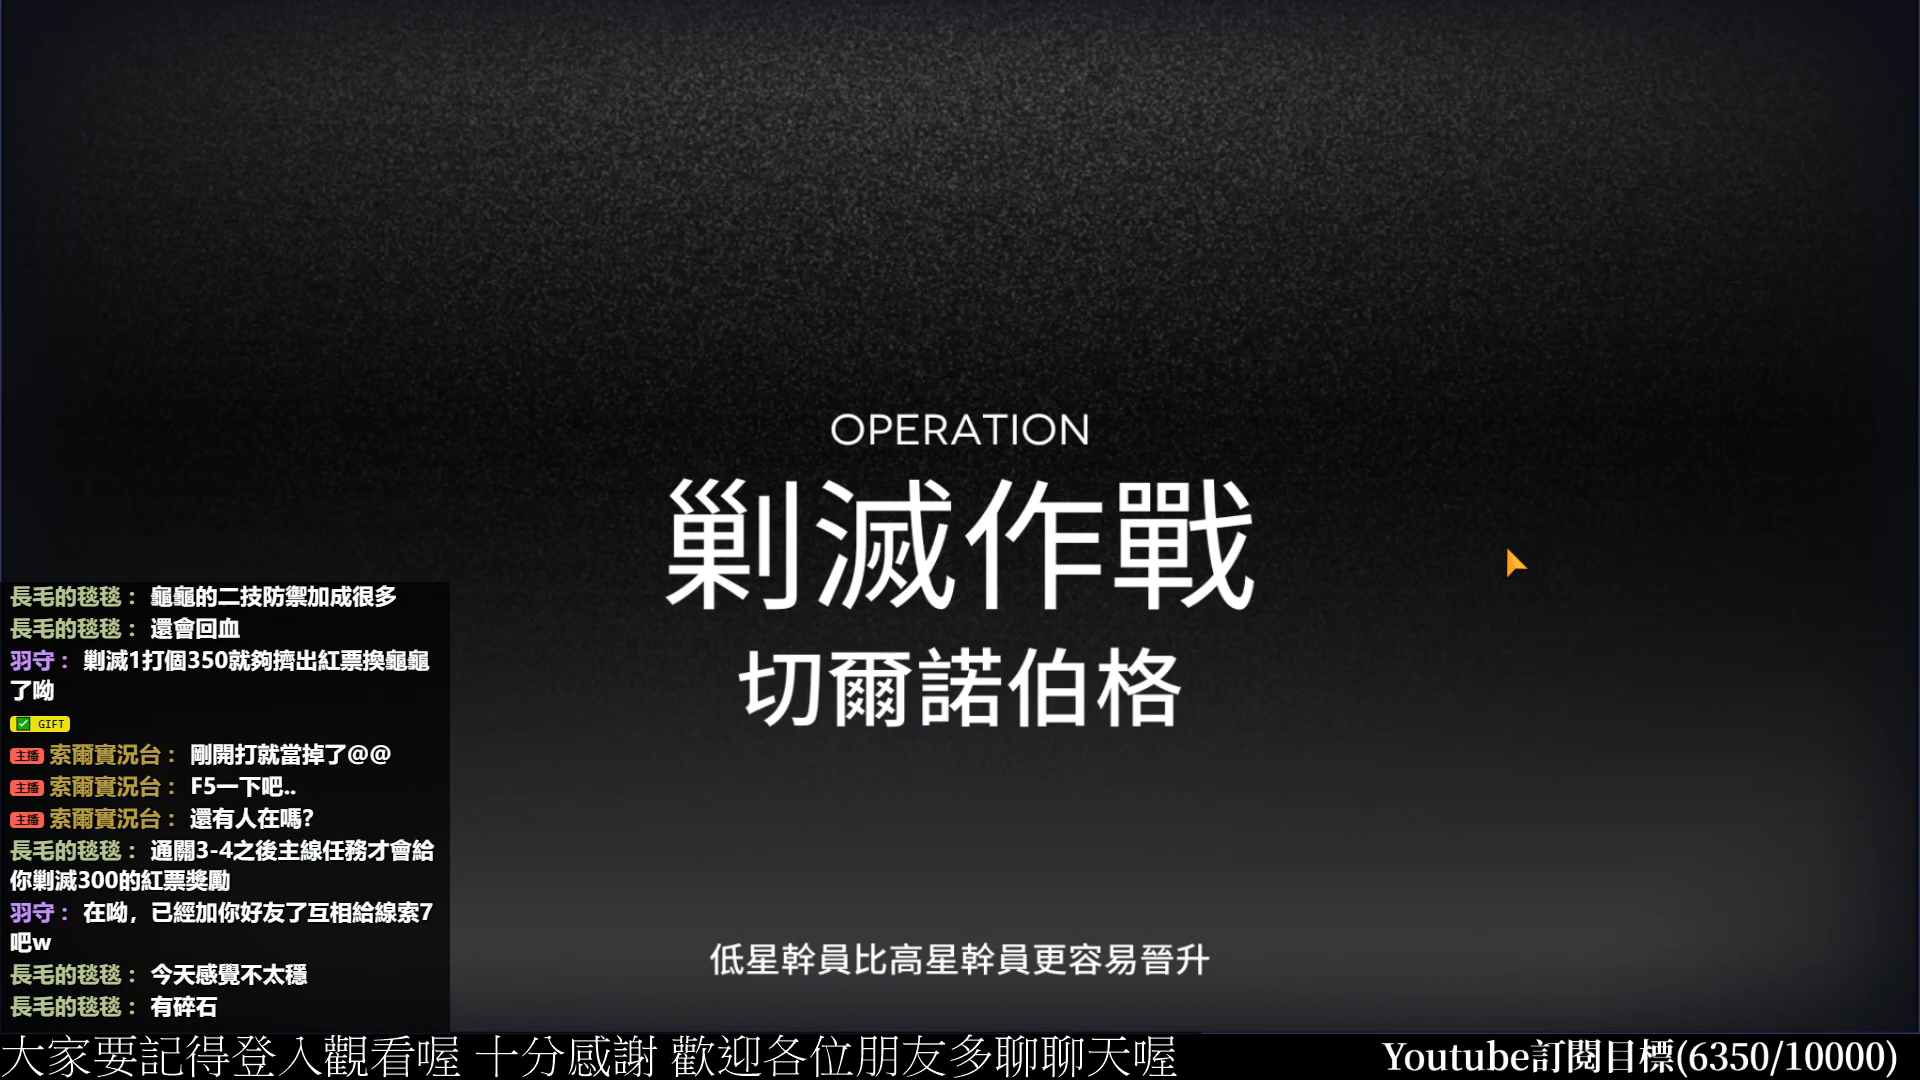 OPERATION
剿滅作戰
切爾諾伯格
低星幹員比高星幹員更容易晉升
長毛的毯毯： 龜龜的二技防禦加成很多
長毛的毯毯： 還會回血
羽守： 剿滅1打個350就夠擠出紅票換龜龜
了呦
GIFT
主播 索爾實況台： 剛開打就當掉了@@
主播 索爾實況台： F5一下吧..
主播 索爾實況台： 還有人在嗎?
長毛的毯毯： 通關3-4之後主線任務才會給
你剿滅300的紅票獎勵
羽守： 在呦，已經加你好友了互相給線索7
吧w
長毛的毯毯： 今天感覺不太穩
長毛的毯毯： 有碎石
大家要記得登入觀看喔 十分感謝 歡迎各位朋友多聊聊天喔
Youtube訂閱目標(6350/10000)